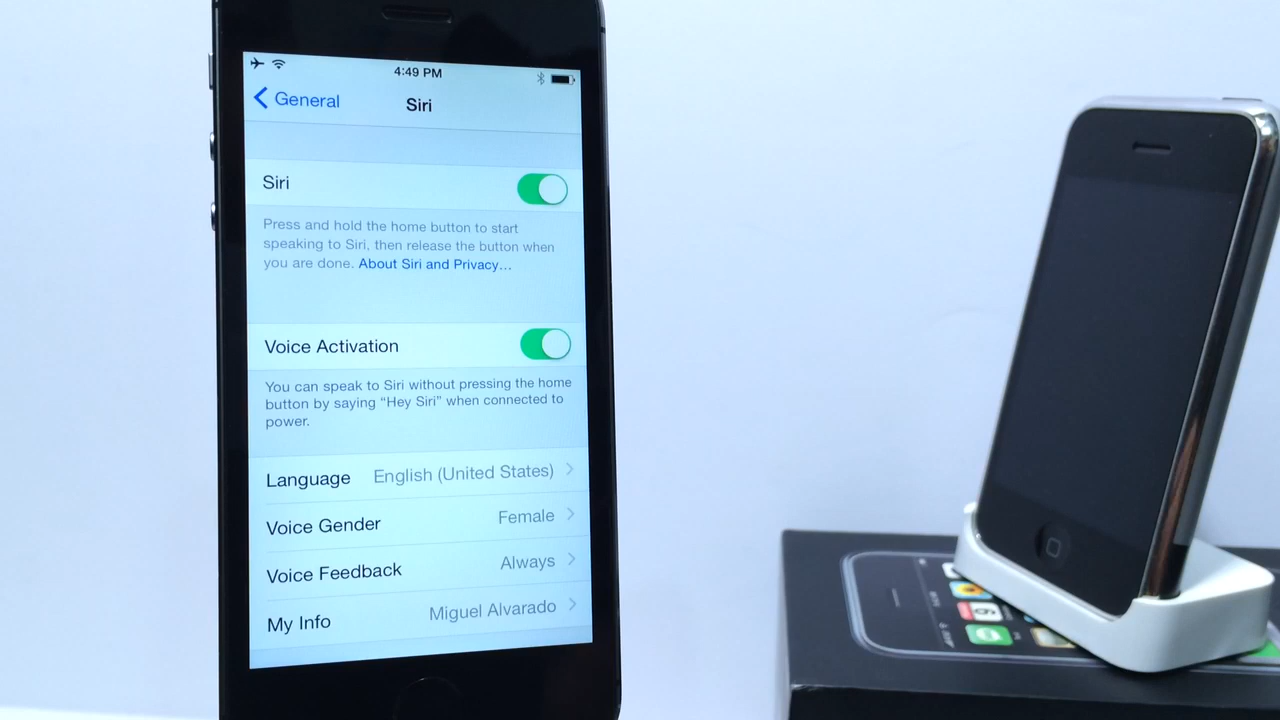 4:49 PM
General
Siri
Siri
Press and hold the home button to start
speaking to Siri, then release the button when
you are done. About Siri and Privacy...
Voice Activation
You can speak to Siri without pressing the home
button by saying “Hey Siri” when connected to
power.
Language English (United States)
Voice Gender Female
Voice Feedback Always
My Info Miguel Alvarado